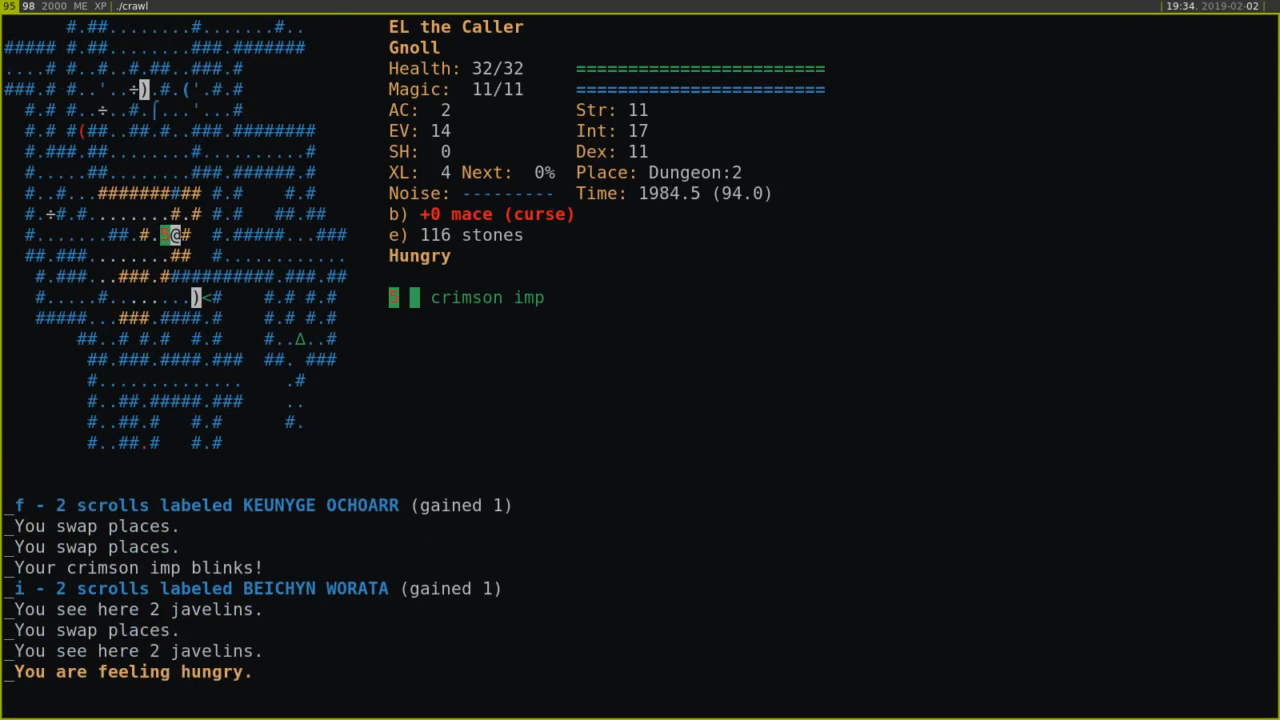 95 98 2000 ME XP | ./crawl | 19:34. 2019-02-02 |
EL the Caller
Gnoll
Health: 32/32 ========================
Magic: 11/11 ========================
AC: 2 Str: 11
EV: 14 Int: 17
SH: 0 Dex: 11
XL: 4 Next: 0% Place: Dungeon:2
Noise: --------- Time: 1984.5 (94.0)
b) +0 mace (curse)
e) 116 stones
Hungry
crimson imp
_f - 2 scrolls labeled KEUNYGE OCHOARR (gained 1)
_You swap places.
_You swap places.
_Your crimson imp blinks!
_i - 2 scrolls labeled BEICHYN WORATA (gained 1)
_You see here 2 javelins.
_You swap places.
_You see here 2 javelins.
_You are feeling hungry.